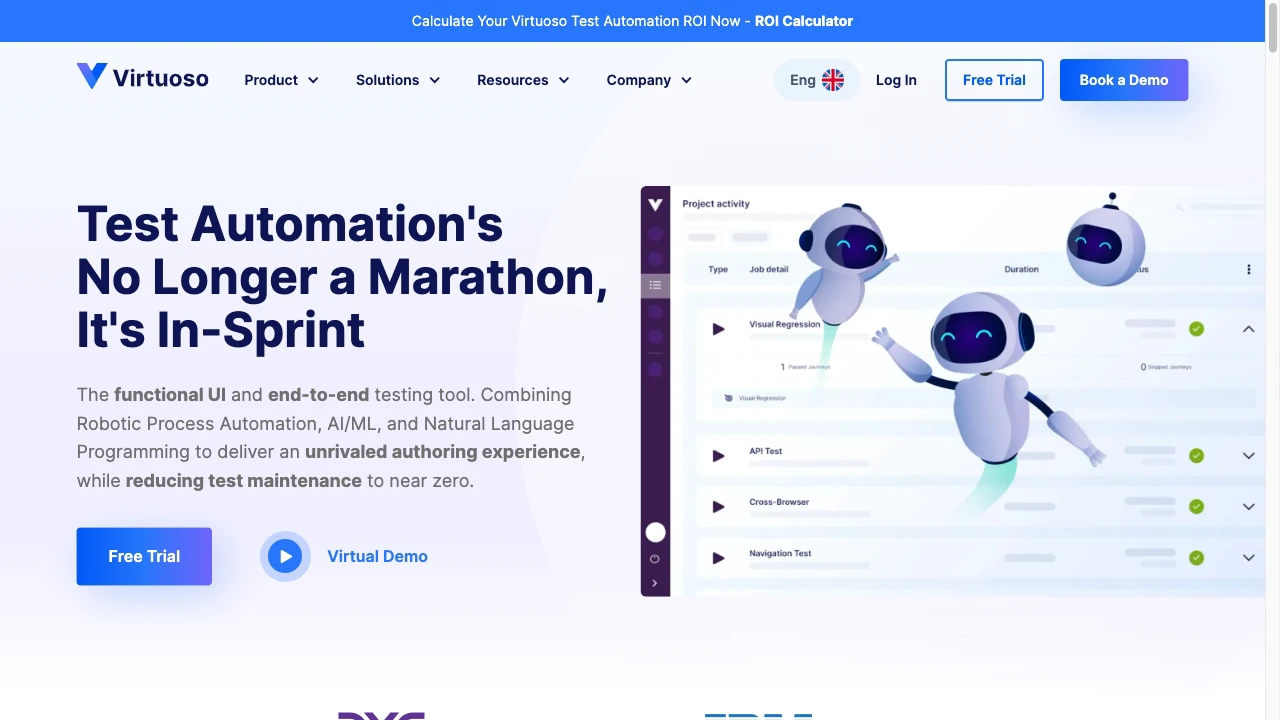 Calculate Your Virtuoso Test Automation ROI Now - ROI Calculator
Virtuoso
Product
Solutions
Resources
Company
Eng
Log In
Free Trial
Book a Demo
Test Automation's
No Longer a Marathon,
It's In-Sprint
The functional UI and end-to-end testing tool. Combining
Robotic Process Automation, AI/ML, and Natural Language
Programming to deliver an unrivaled authoring experience,
while reducing test maintenance to near zero.
Free Trial
Virtual Demo
Project activity
Type
Job detail
Duration
Visual Regression
1 Passed Journeys
0 Skipped Journeys
Visual Regression
API Test
Cross-Browser
Navigation Test